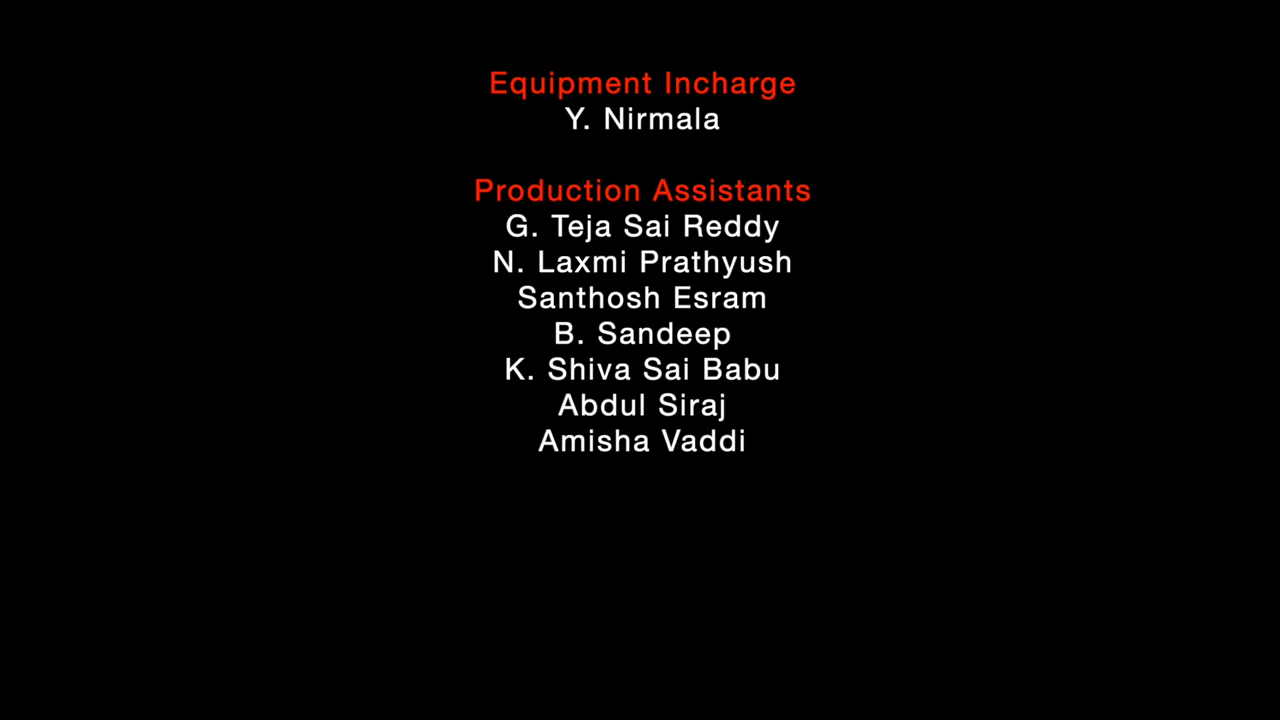 Equipment Incharge
Y. Nirmala
Production Assistants
G. Teja Sai Reddy
N. Laxmi Prathyush
Santhosh Esram
B. Sandeep
K. Shiva Sai Babu
Abdul Siraj
Amisha Vaddi